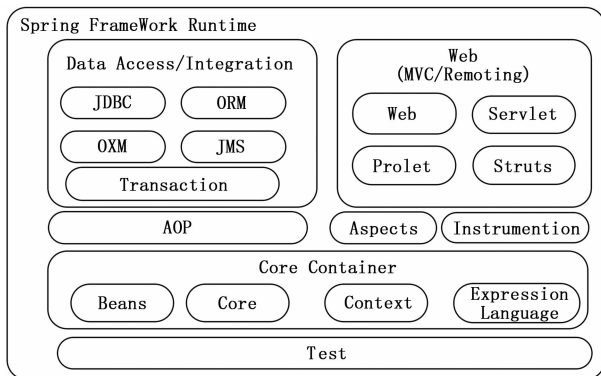 Spring FrameWork Runtime
Data Access/Integration
JDBC
ORM
OXM
JMS
Transaction
Web
(MVC/Remoting)
Web
Servlet
Prolet
Struts
AOP
Aspects
Instrumention
Core Container
Beans
Core
Context
Expression
Language
Test